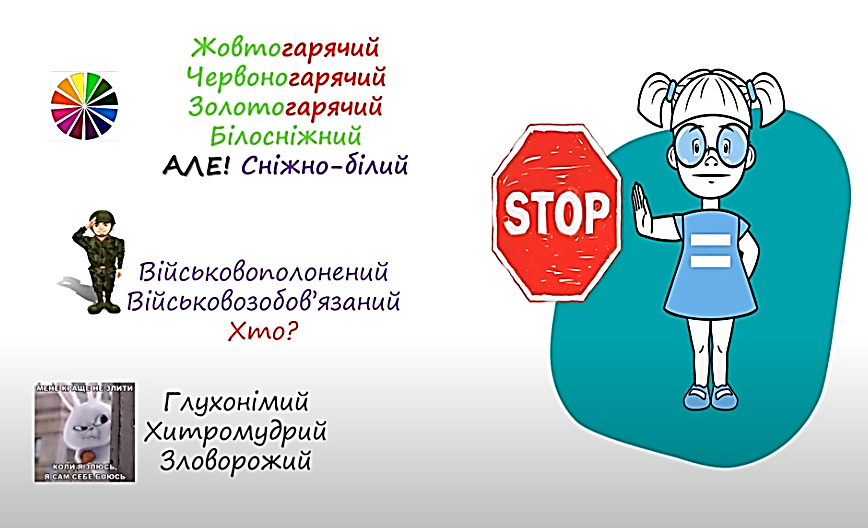 Жовтогарячий
Червоногарячий
Золотогарячий
Білосніжний
АЛЕ! Сніжно-білий
Військовополонений
Військовозобов'язаний
Хто?
МЕНЕ КРАЩЕ НЕ ЗЛИТИ
КОЛИ Я ЗЛЮСЬ,
Я САМ СЕБЕ БОЮСЬ
Глухонімий
Хитромудрий
Зловорожий
STOP